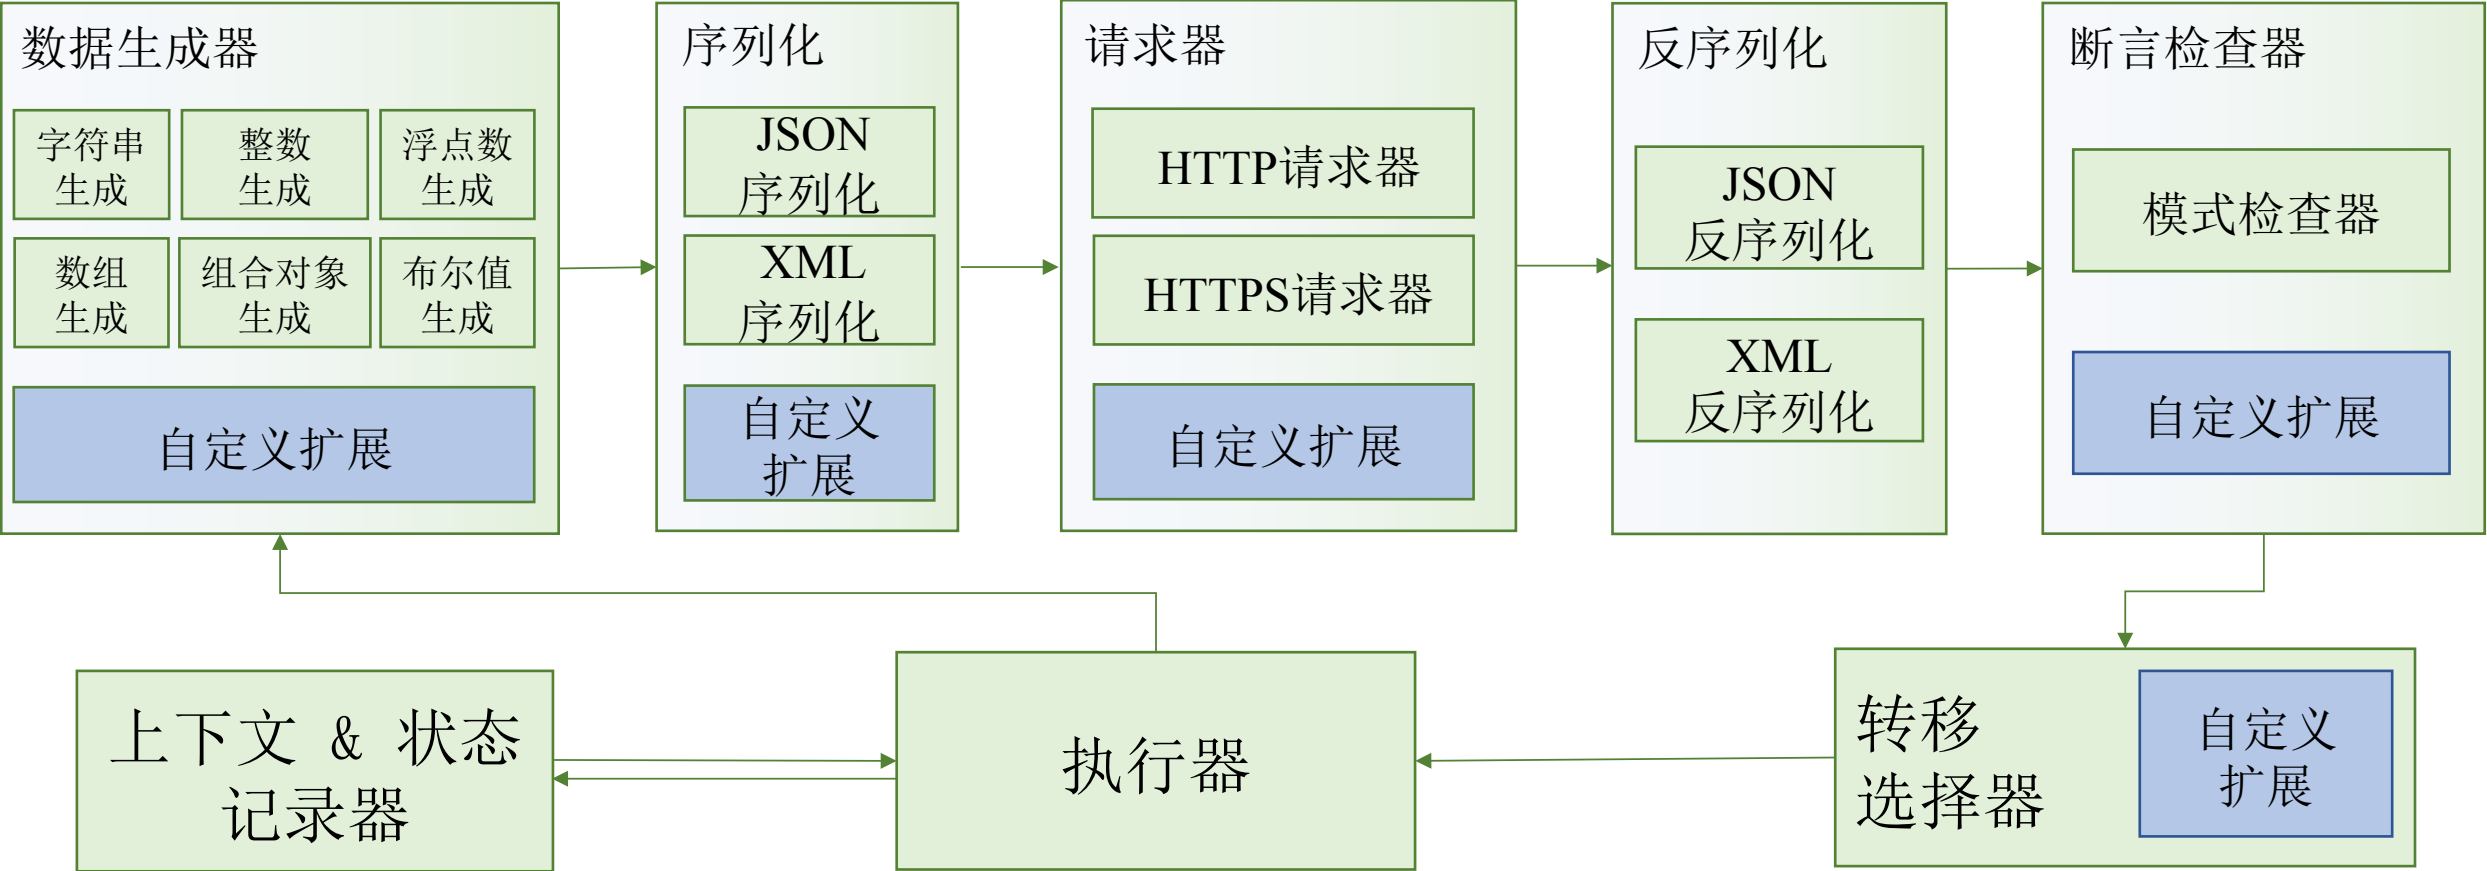 数据生成器
字符串
生成
整数
生成
浮点数
生成
数组
生成
组合对象
生成
布尔值
生成
自定义扩展
序列化
JSON
序列化
XML
序列化
自定义
扩展
请求器
HTTP请求器
HTTPS请求器
自定义扩展
反序列化
JSON
反序列化
XML
反序列化
断言检查器
模式检查器
自定义扩展
上下文 & 状态
记录器
执行器
转移
选择器
自定义
扩展